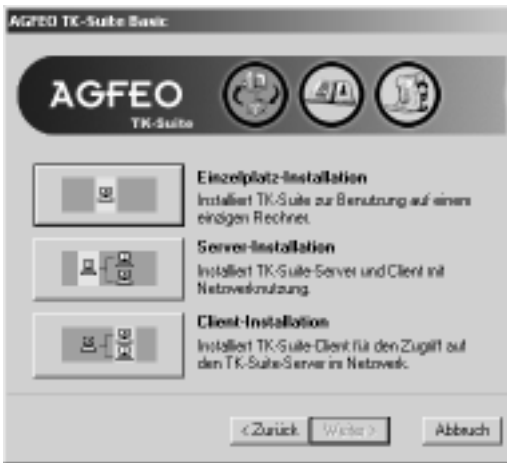 AGFEO TK-Suite Basic
AGFEO
TK-Suite
Einzelplatz-Installation
Installiert TK-Suite zur Benutzung auf einem
einzigen Rechner.
Server-Installation
Installiert TK-Suite-Server und Client mit
Netzwerknutzung.
Client-Installation
Installiert TK-Suite-Client für den Zugriff auf
den TK-Suite-Server im Netzwerk.
< Zurück Weiter > Abbruch